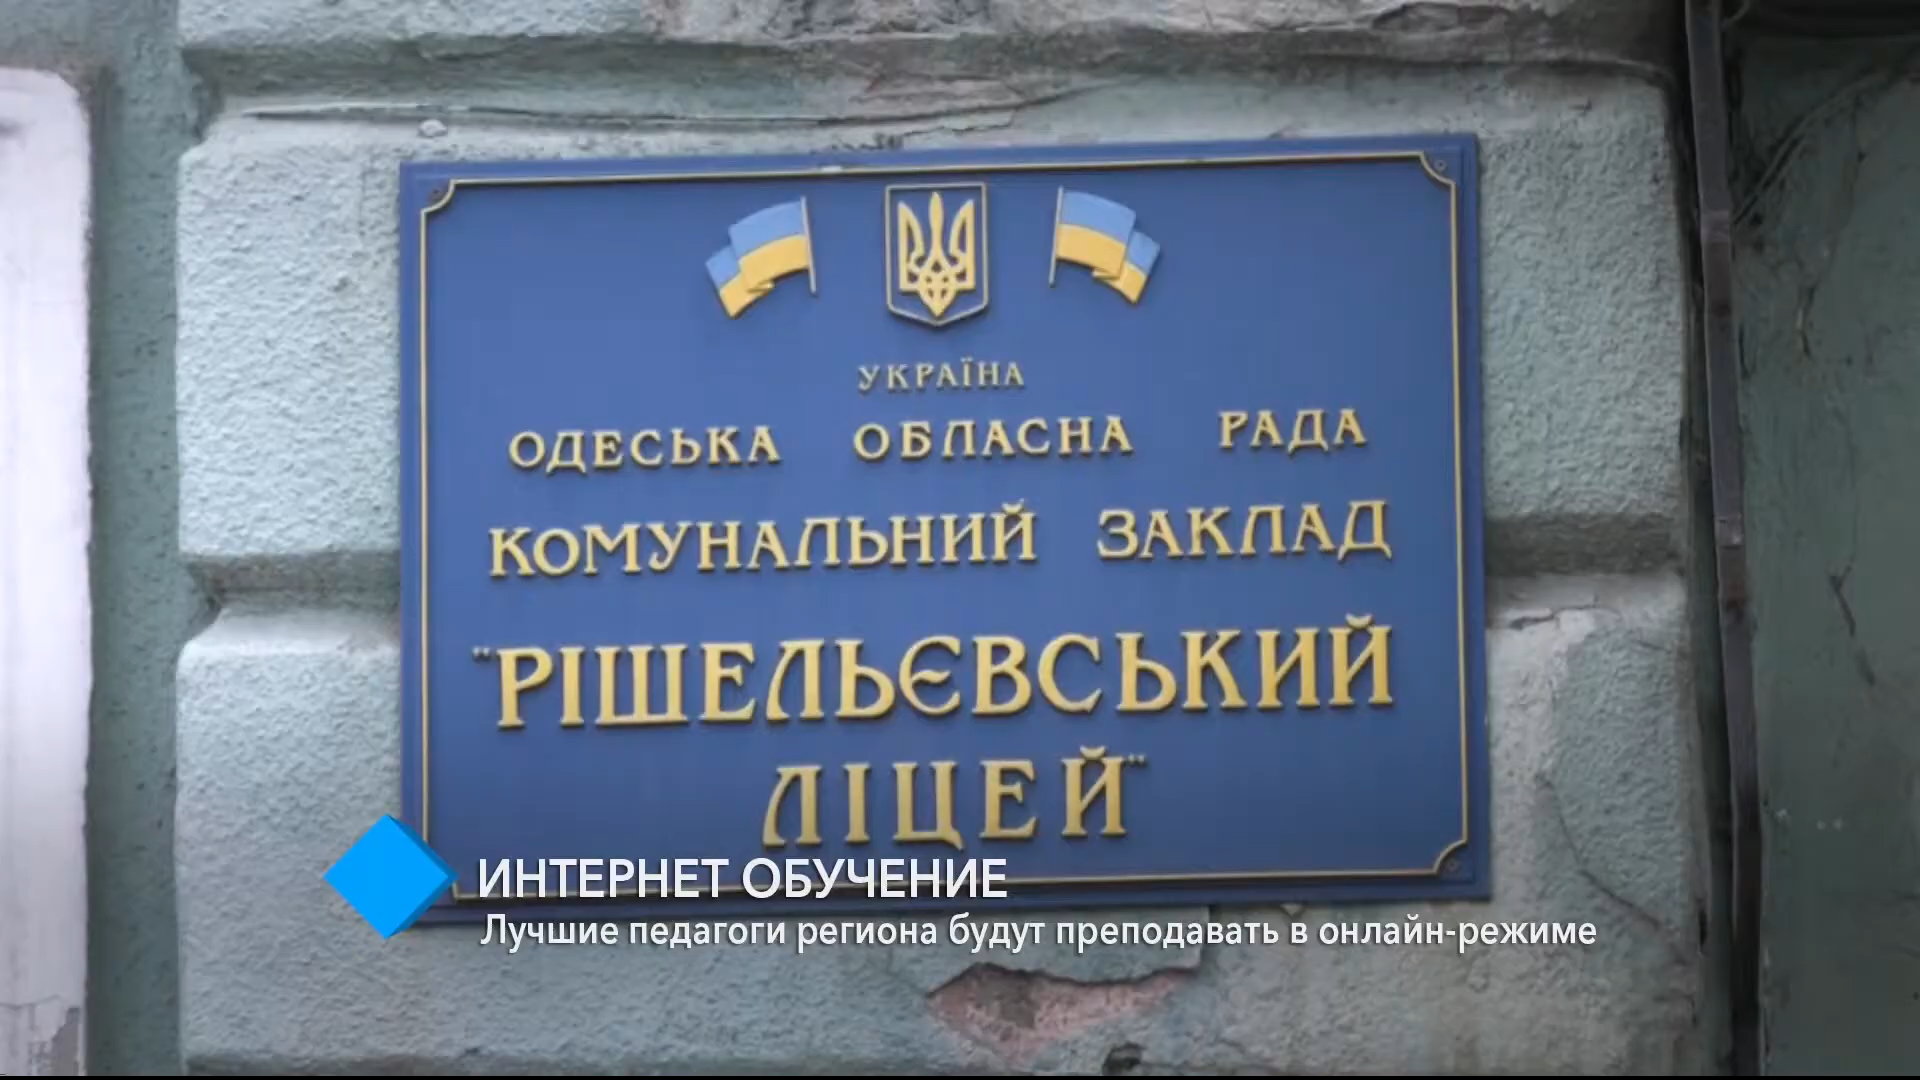 УКРАЇНА
ОДЕСЬКА ОБЛАСНА РАДА
КОМУНАЛЬНИЙ ЗАКЛАД
"РІШЕЛЬЄВСЬКИЙ
ЛІЦЕЙ"
ИНТЕРНЕТ ОБУЧЕНИЕ
Лучшие педагоги региона будут преподавать в онлайн-режиме